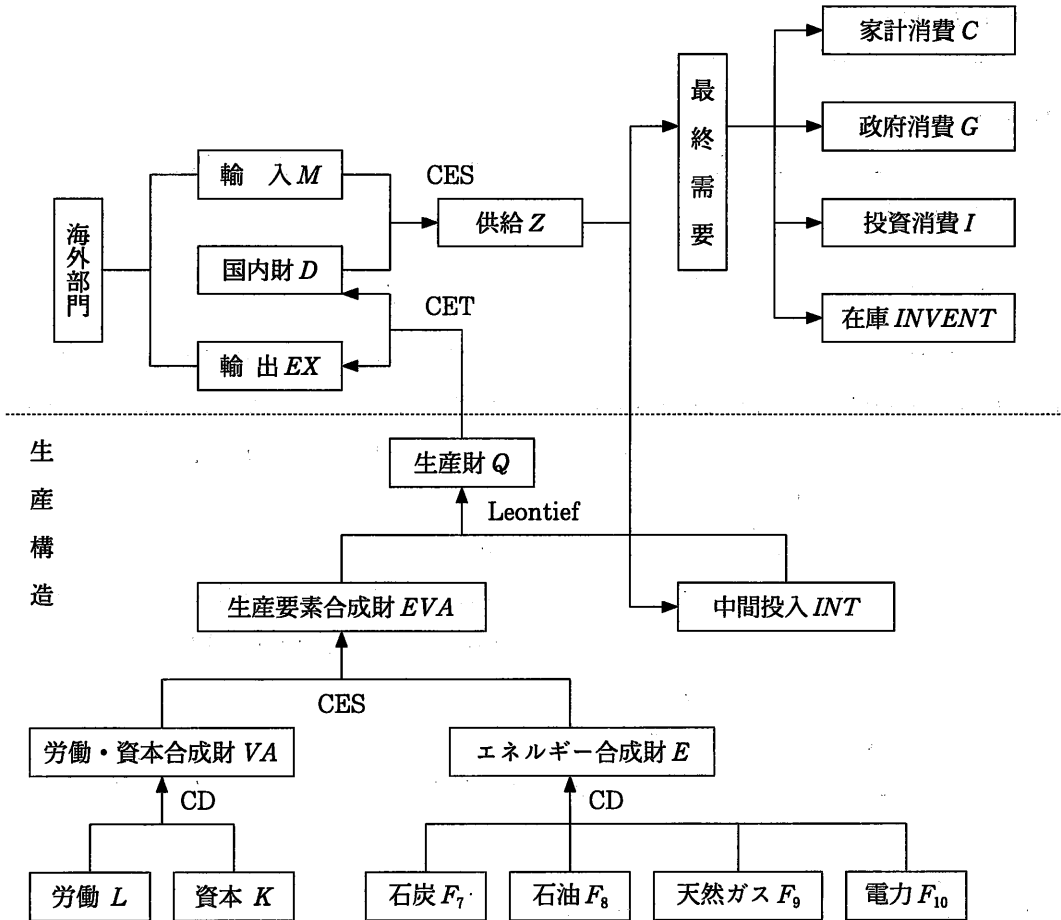 家計消費 C
最終需要
政府消費 G
輸 入 M
CES
供給 Z
投資消費 I
海外部門
国内財 D
CET
在庫 INVENT
輸 出 EX
生産構造
生産財 Q
Leontief
生産要素合成財 EVA
中間投入 INT
CES
労働・資本合成財 VA
エネルギー合成財 E
CD
CD
労働 L
資本 K
石炭 F₇
石油 F₈
天然ガス F₉
電力 F₁₀